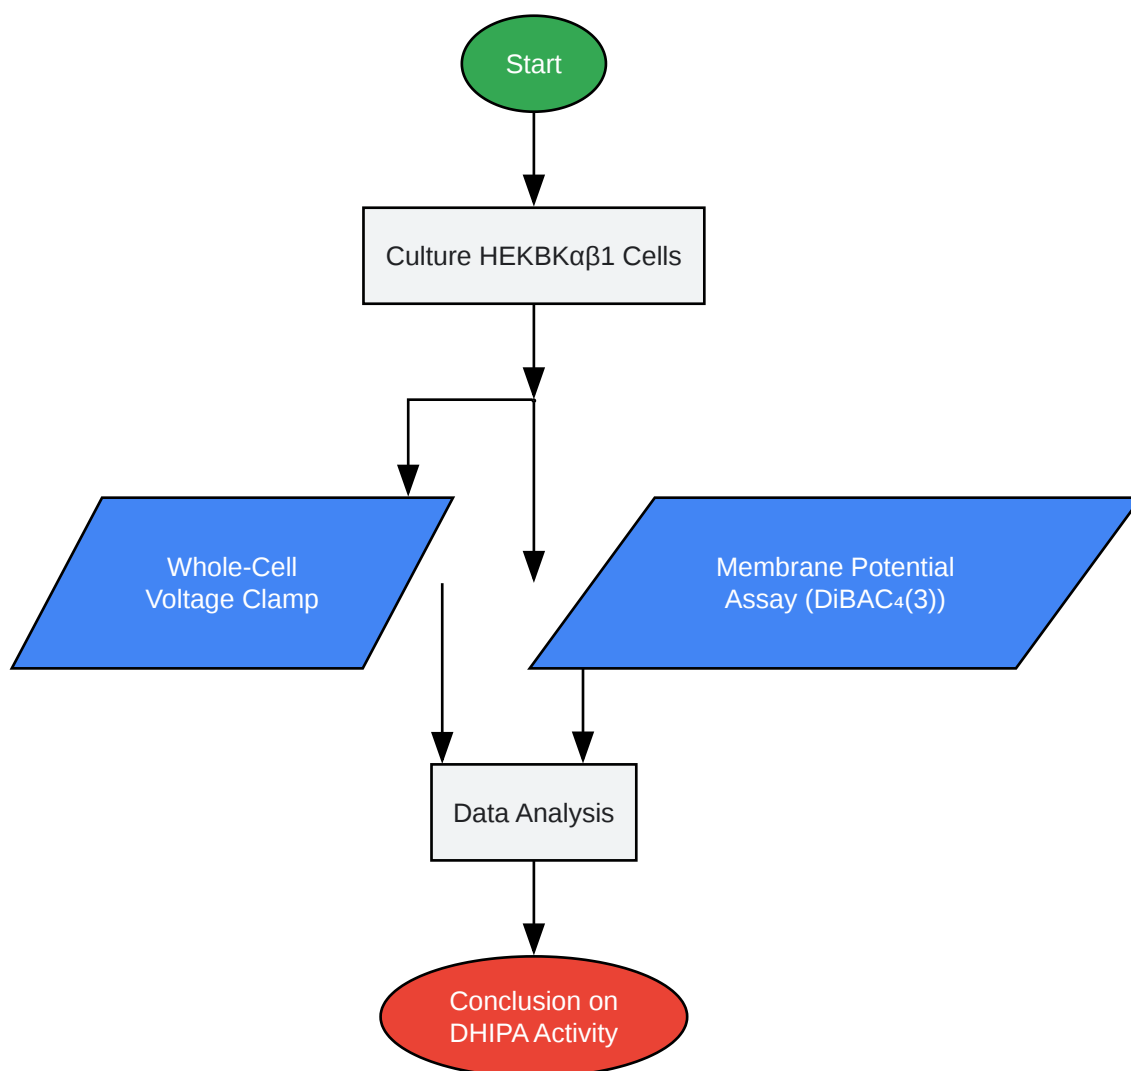 Start
Culture HEKBKαβ1 Cells
Whole-Cell
Voltage Clamp
Membrane Potential
Assay (DiBAC₄(3))
Data Analysis
Conclusion on
DHIPA Activity